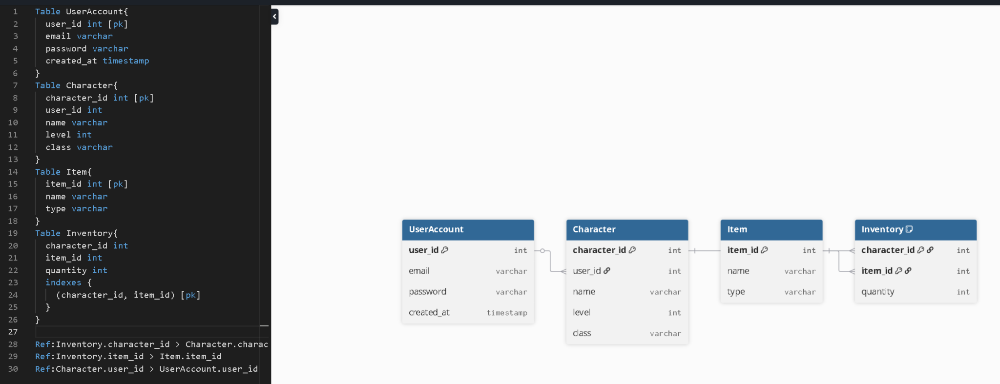 1 Table UserAccount{
2 user_id int [pk]
3 email varchar
4 password varchar
5 created_at timestamp
6 }
7 Table Character{
8 character_id int [pk]
9 user_id int
10 name varchar
11 level int
12 class varchar
13 }
14 Table Item{
15 item_id int [pk]
16 name varchar
17 type varchar
18 }
19 Table Inventory{
20 character_id int
21 item_id int
22 quantity int
23 indexes {
24 (character_id, item_id) [pk]
25 }
26 }
27
28 Ref:Inventory.character_id > Character.charac
29 Ref:Inventory.item_id > Item.item_id
30 Ref:Character.user_id > UserAccount.user_id
UserAccount
user_id int
email varchar
password varchar
created_at timestamp
Character
character_id int
user_id int
name varchar
level int
class varchar
Item
item_id int
name varchar
type varchar
Inventory
character_id int
item_id int
quantity int